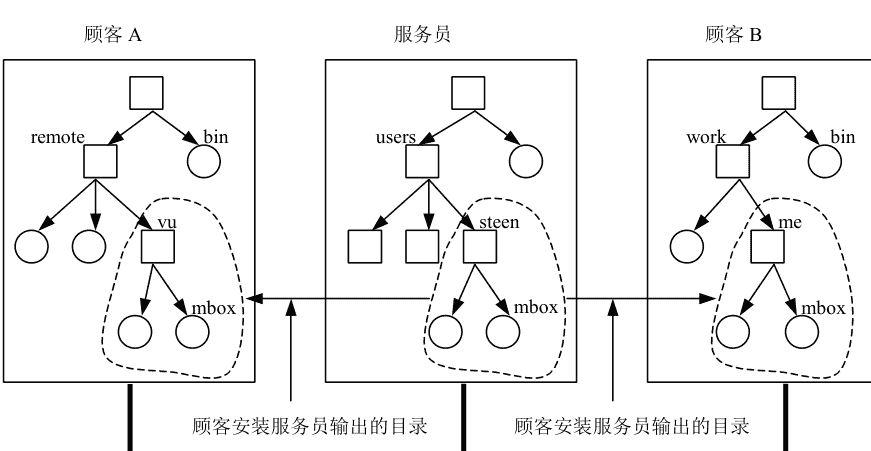 顾客 A
服务员
顾客 B
remote
bin
users
work
bin
vu
steen
me
mbox
mbox
mbox
顾客安装服务员输出的目录
顾客安装服务员输出的目录